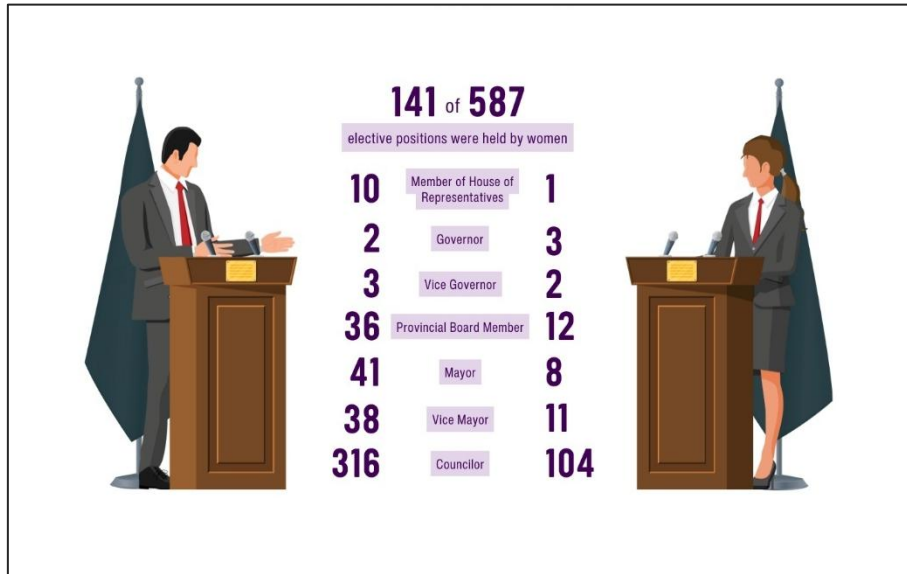 141 of 587
elective positions were held by women
10 Member of House of Representatives 1
2 Governor 3
3 Vice Governor 2
36 Provincial Board Member 12
41 Mayor 8
38 Vice Mayor 11
316 Councilor 104